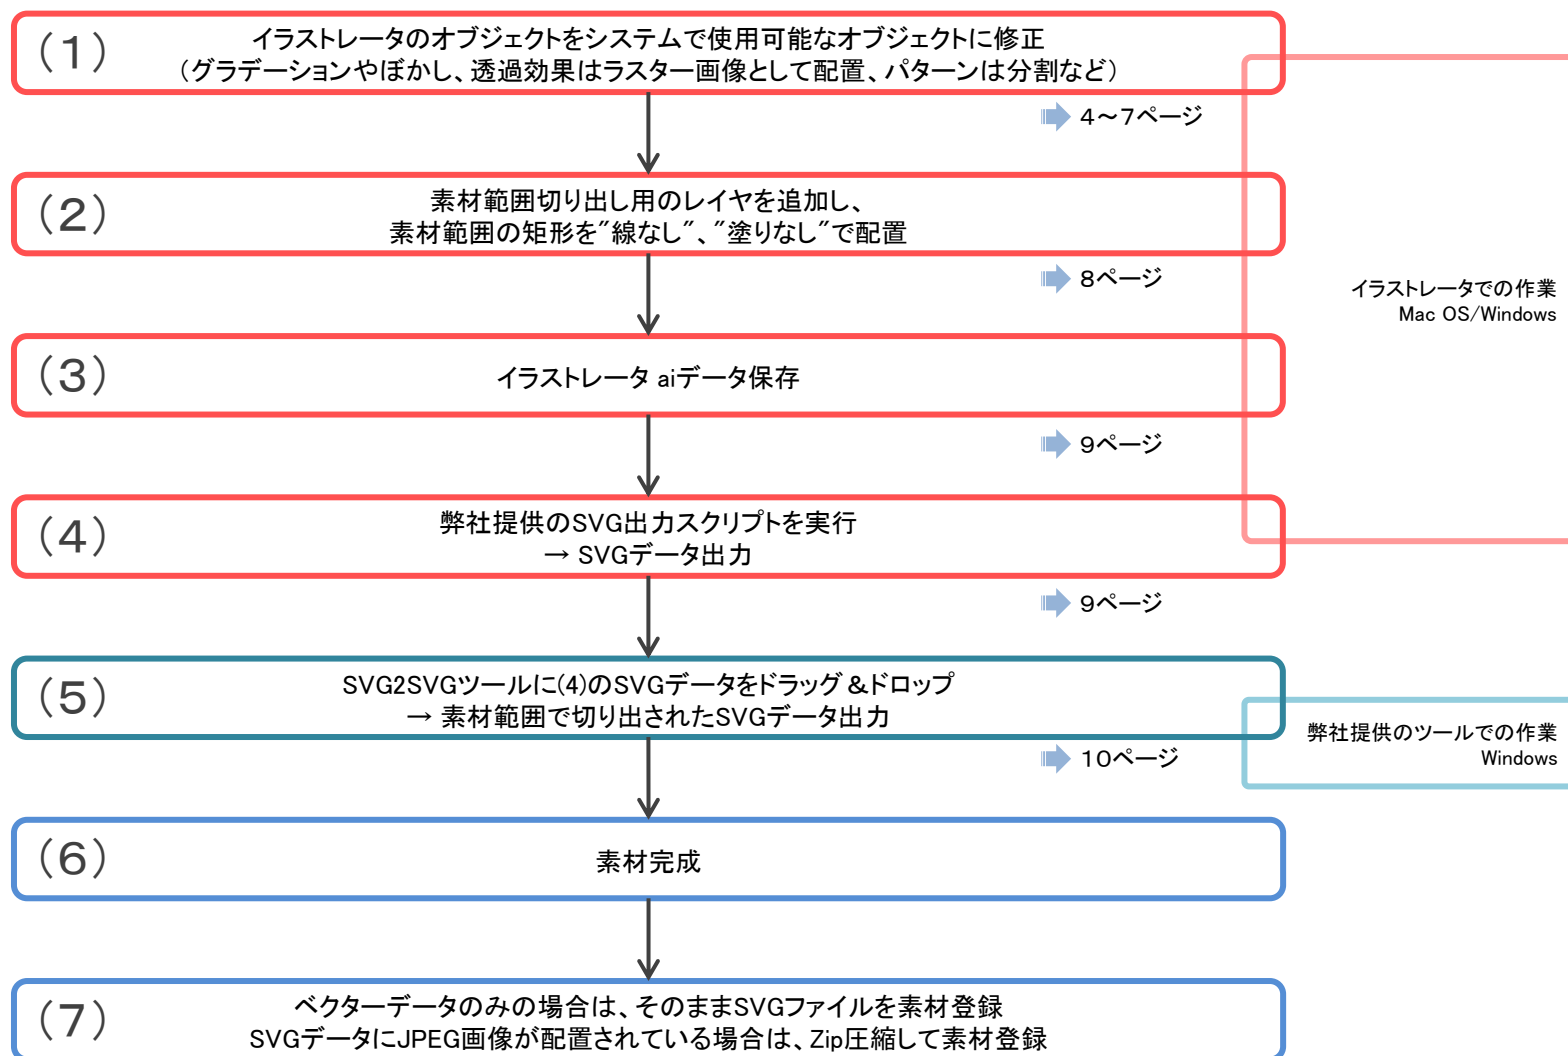 （１）
イラストレータのオブジェクトをシステムで使用可能なオブジェクトに修正
（グラデーションやぼかし、透過効果はラスター画像として配置、パターンは分割など）
４～７ページ
（２）
素材範囲切り出し用のレイヤを追加し、
素材範囲の矩形を″線なし″、″塗りなし″で配置
８ページ
イラストレータでの作業
Mac OS/Windows
（３）
イラストレータ aiデータ保存
９ページ
（４）
弊社提供のSVG出力スクリプトを実行
→ SVGデータ出力
９ページ
（５）
SVG2SVGツールに(4)のSVGデータをドラッグ＆ドロップ
→ 素材範囲で切り出されたSVGデータ出力
弊社提供のツールでの作業
Windows
１０ページ
（６）
素材完成
（７）
ベクターデータのみの場合は、そのままSVGファイルを素材登録
SVGデータにJPEG画像が配置されている場合は、Zip圧縮して素材登録